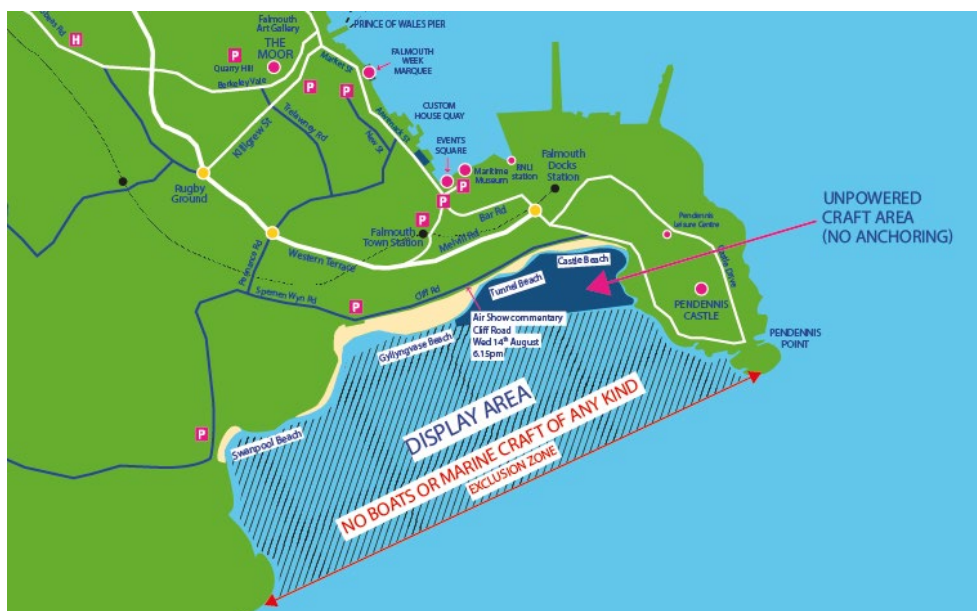 PRINCE OF WALES PIER
Falmouth
Art Gallery
THE
MOOR
H
P
Quarry Hill
Berkeley Vale
Market St
P
P
FALMOUTH
WEEK
MARQUEE
Killigrew St
Trelawney Rd
New St
Arwenack St
CUSTOM
HOUSE QUAY
EVENTS
SQUARE
Maritime
Museum
P
P
RNLI
station
Falmouth
Docks
Station
Rugby
Ground
P
Falmouth
Town Station
Bar Rd
Melvill Rd
Western Terrace
Pendennis
Leisure Centre
Castle Drive
PENDENNIS
CASTLE
PENDENNIS
POINT
UNPOWERED
CRAFT AREA
(NO ANCHORING)
Castle Beach
Tunnel Beach
Cliff Rd
P
Gyllyngvase Beach
Air Show commentary
Cliff Road
Wed 14th August
6.15pm
P
Swanpool Beach
DISPLAY AREA
NO BOATS OR MARINE CRAFT OF ANY KIND
EXCLUSION ZONE